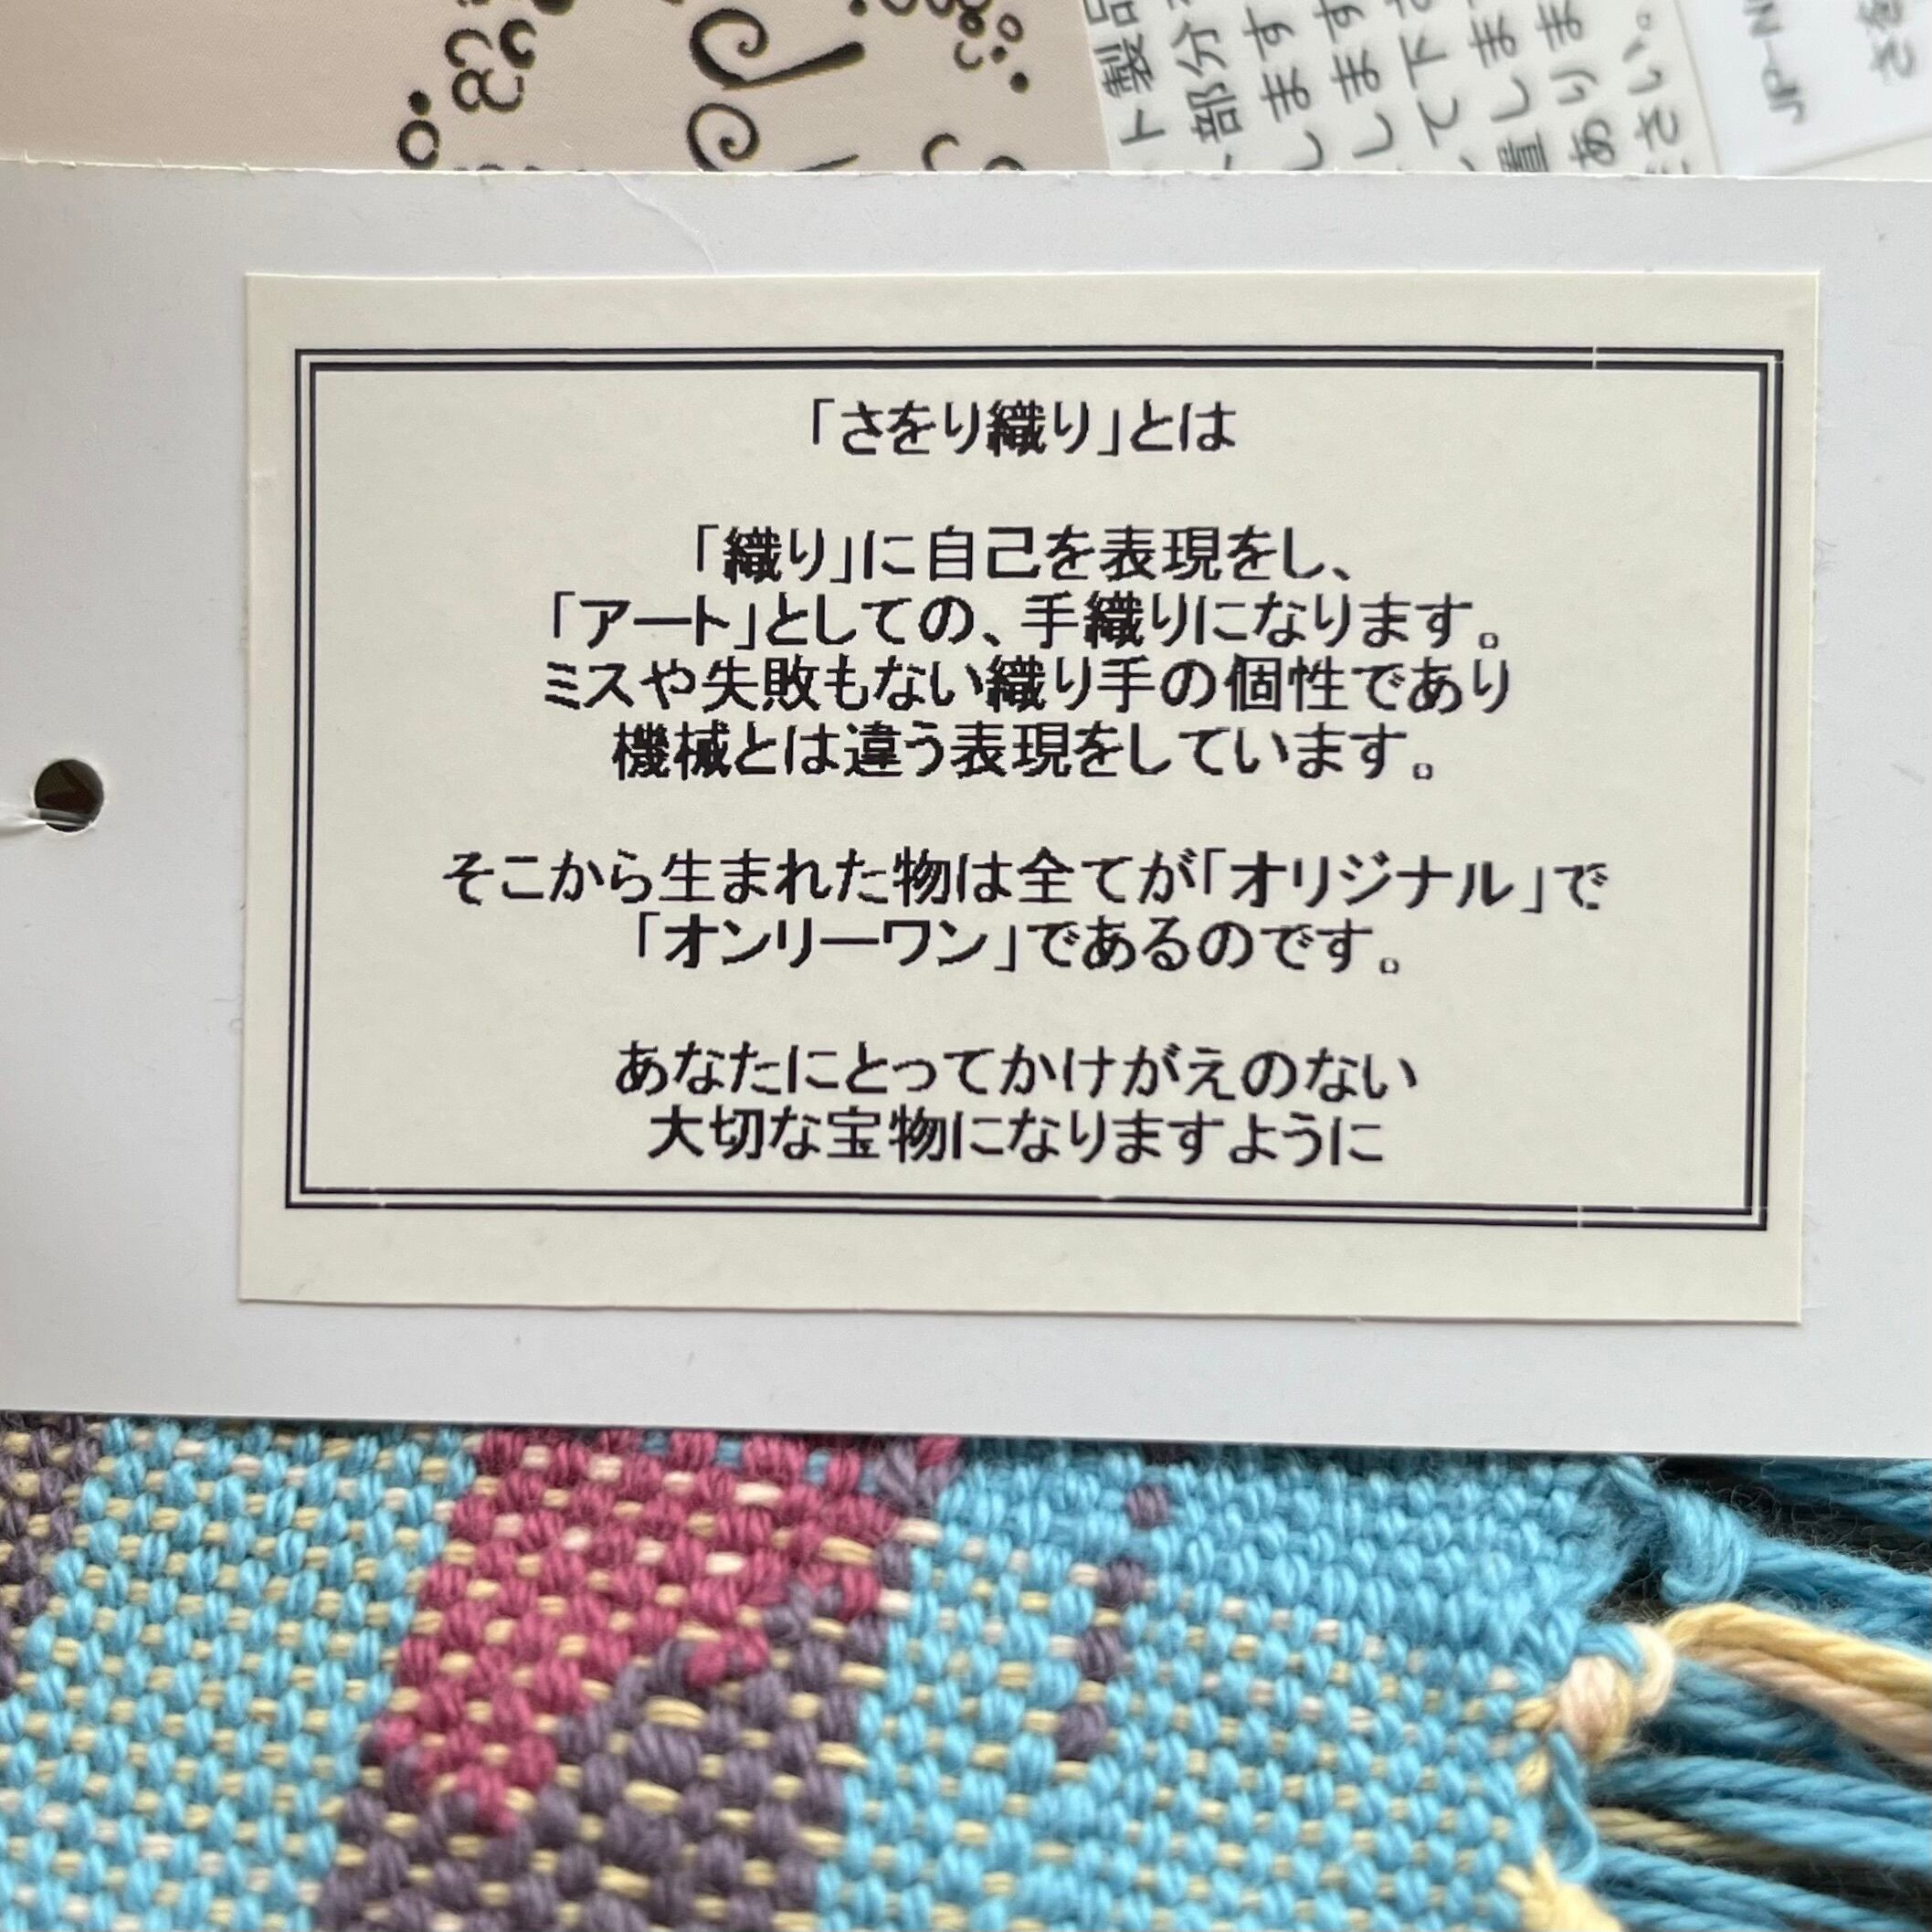 「さをり織り」とは
「織り」に自己を表現をし、
「アート」としての、手織りになります。
ミスや失敗もない織り手の個性であり
機械とは違う表現をしています。
そこから生まれた物は全てが「オリジナル」で
「オンリーワン」であるのです。
あなたにとってかけがえのない
大切な宝物になりますように